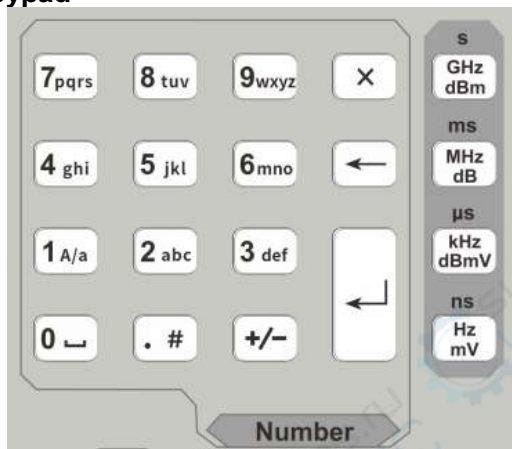 ypad
s
7pqrs 8 tuv 9wxyz × GHz dBm
ms
4 ghi 5 jkl 6mno ← MHz dB
µs
1 A/a 2 abc 3 def kHz dBmV
ns
0 . # +/− Hz mV
Number